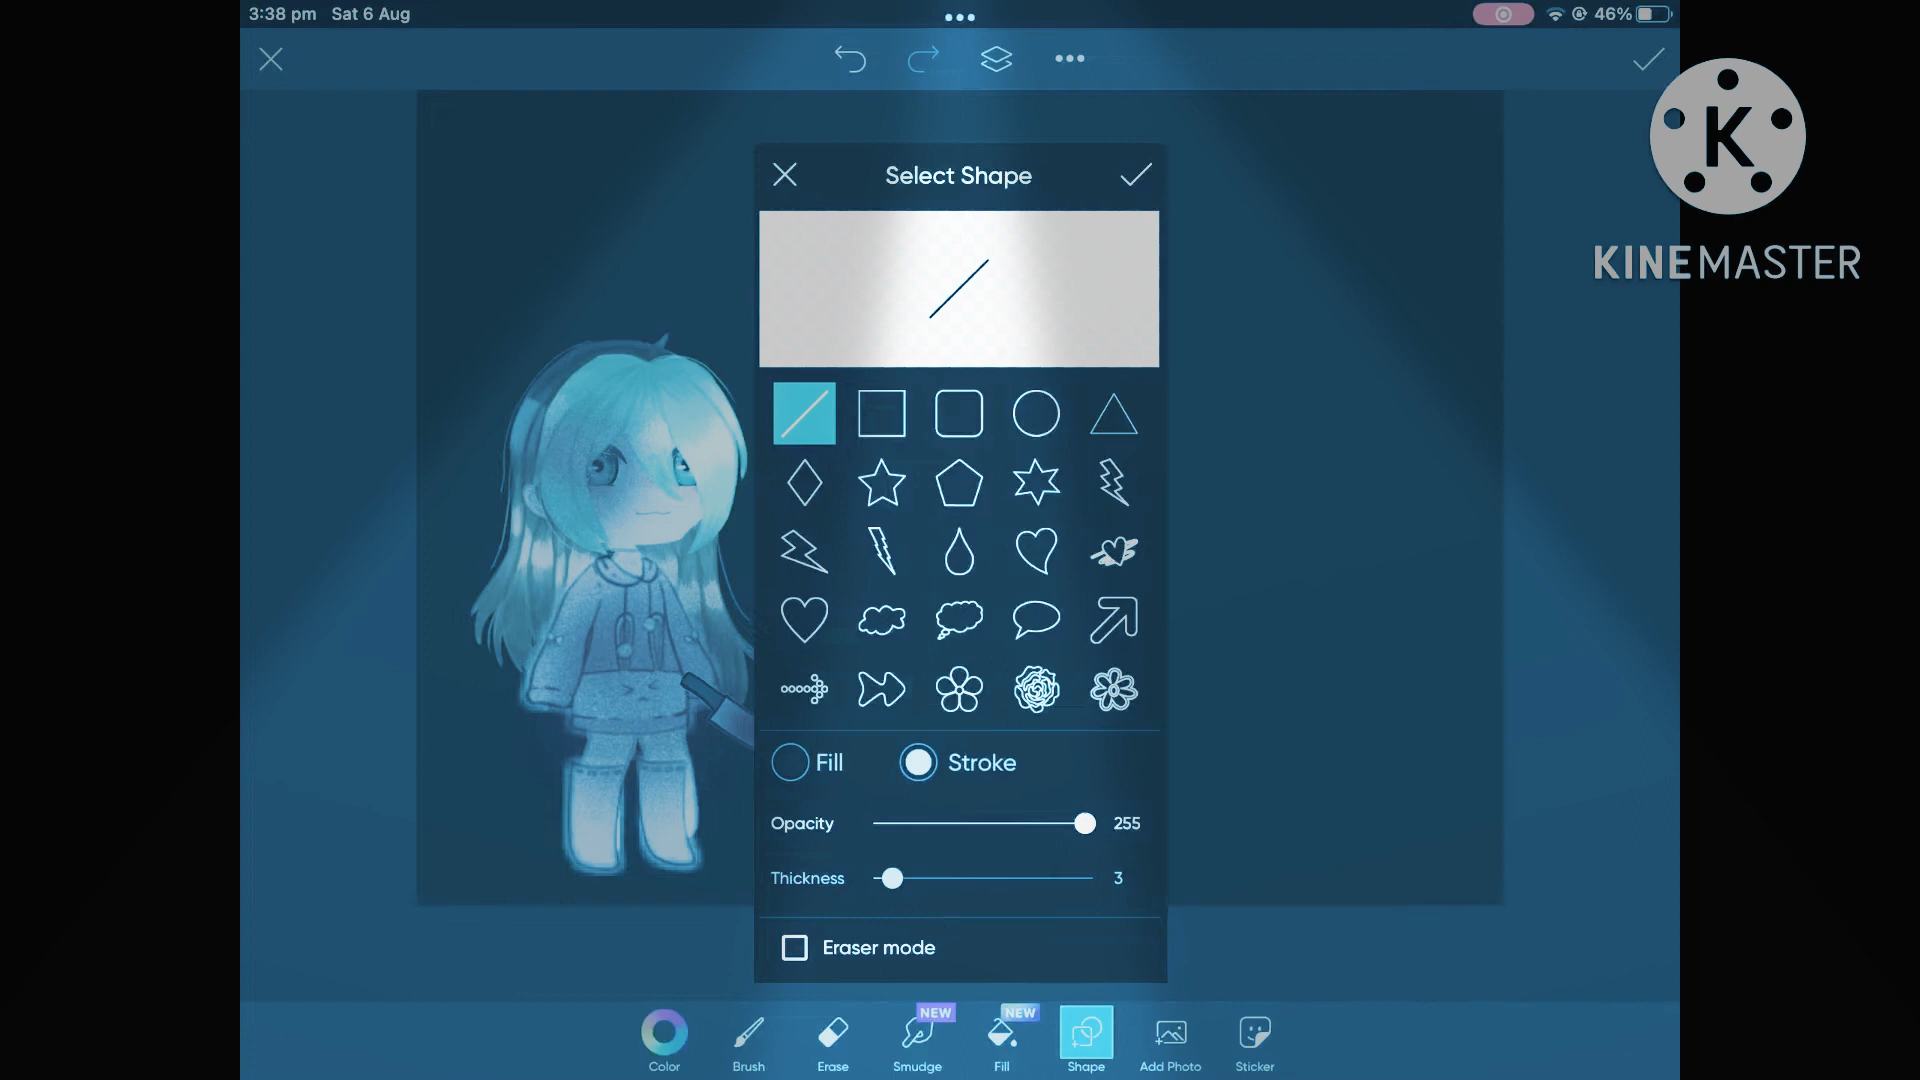 3:38 pm Sat 6 Aug
46%
K
KINEMASTER
Select Shape
Fill
Stroke
Opacity
255
Thickness
3
Eraser mode
NEW
NEW
Color
Brush
Erase
Smudge
Fill
Shape
Add Photo
Sticker